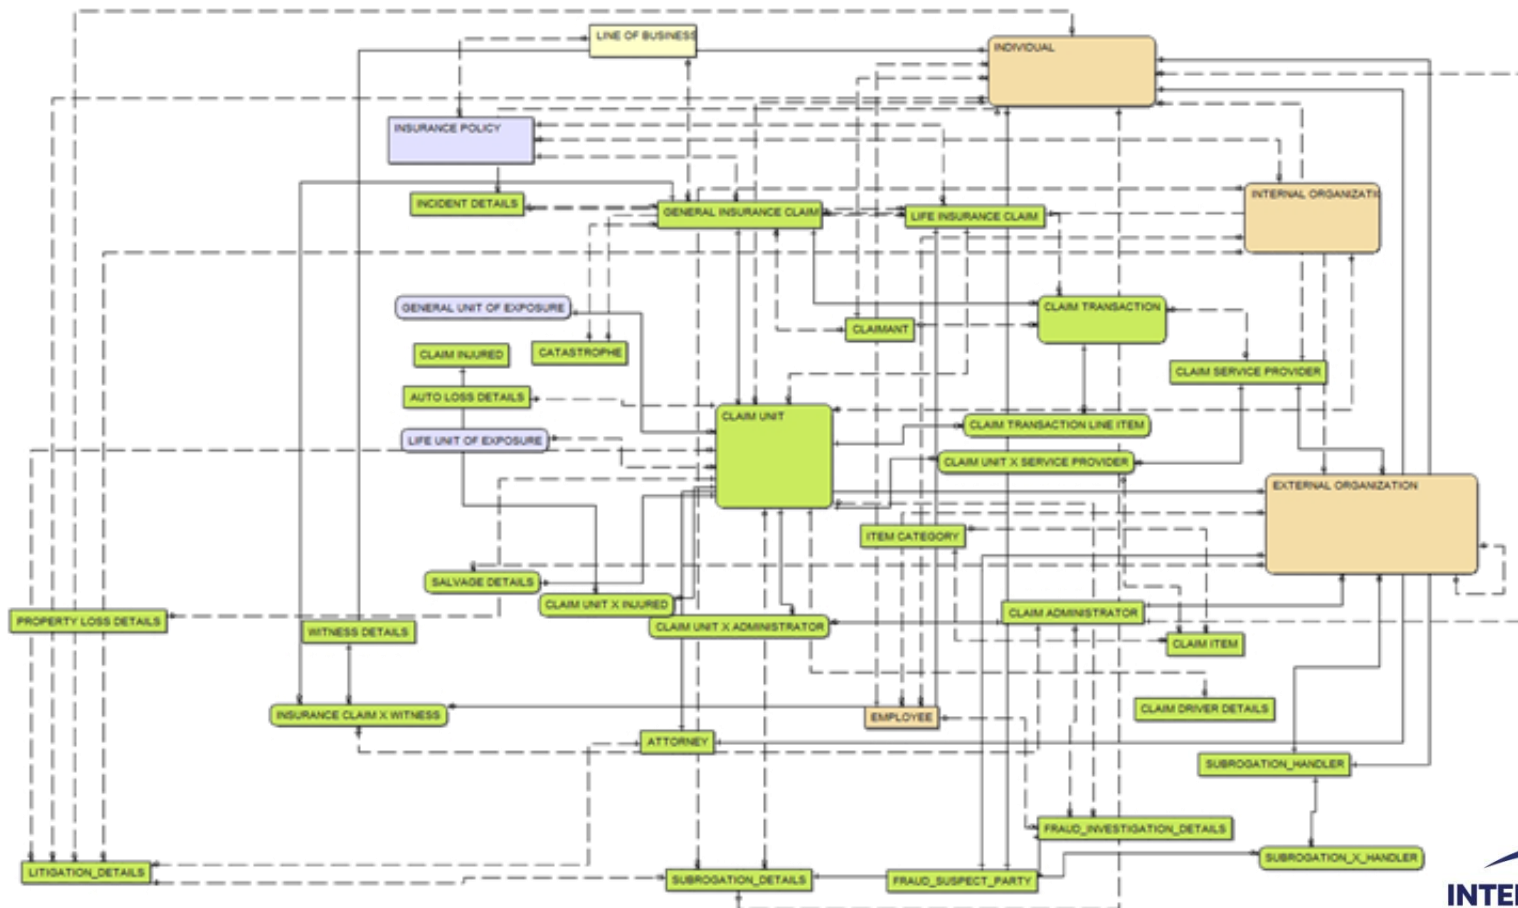 LINE OF BUSINESS
INDIVIDUAL
INSURANCE POLICY
INCIDENT DETAILS
GENERAL INSURANCE CLAIM
LIFE INSURANCE CLAIM
INTERNAL ORGANIZATI
GENERAL UNIT OF EXPOSURE
CLAIM TRANSACTION
CLAIMANT
CLAIM INJURED
CATASTROPHE
CLAIM SERVICE PROVIDER
AUTO LOSS DETAILS
CLAIM UNIT
CLAIM TRANSACTION LINE ITEM
LIFE UNIT OF EXPOSURE
CLAIM UNIT X SERVICE PROVIDER
EXTERNAL ORGANIZATION
ITEM CATEGORY
SALVAGE DETAILS
CLAIM UNIT X INJURED
PROPERTY LOSS DETAILS
WITNESS DETAILS
CLAIM UNIT X ADMINISTRATOR
CLAIM ADMINISTRATOR
CLAIM ITEM
INSURANCE CLAIM X WITNESS
EMPLOYEE
CLAIM DRIVER DETAILS
ATTORNEY
SUBROGATION_HANDLER
FRAUD_INVESTIGATION_DETAILS
SUBROGATION_X_HANDLER
LITIGATION_DETAILS
SUBROGATION_DETAILS
FRAUD_SUSPECT_PARTY
INTE